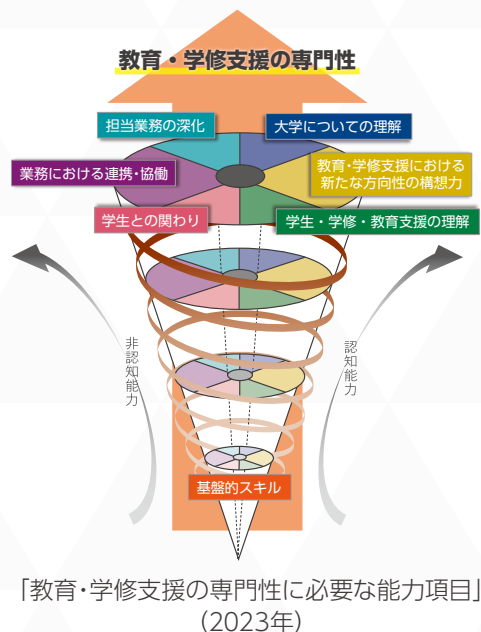 教育・学修支援の専門性
担当業務の深化
大学についての理解
業務における連携・協働
教育・学修支援における
新たな方向性の構想力
学生との関わり
学生・学修・教育支援の理解
非認知能力
認知能力
基盤的スキル
「教育・学修支援の専門性に必要な能力項目」
（2023年）